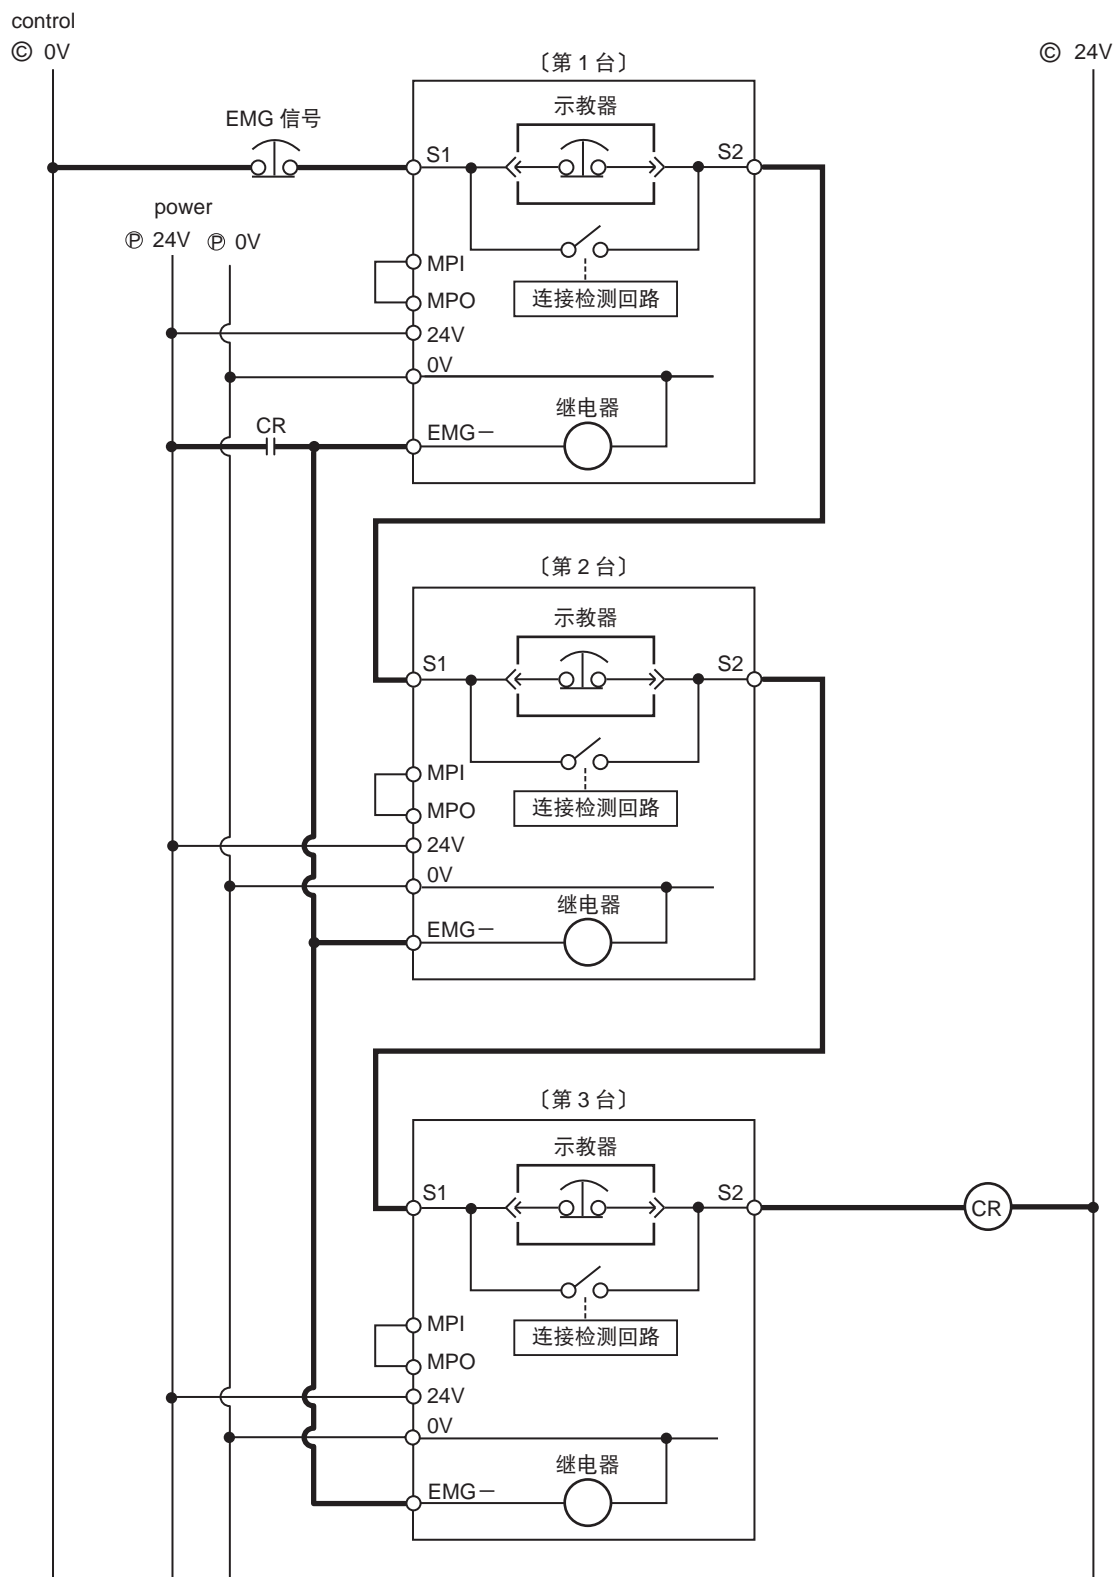 control
Ⓒ 0V
Ⓒ 24V
〔第 1 台〕
示教器
EMG 信号
S1
S2
power
Ⓟ 24V
Ⓟ 0V
MPI
MPO
连接检测回路
24V
0V
继电器
CR
EMG－
〔第 2 台〕
示教器
S1
S2
MPI
MPO
连接检测回路
24V
0V
继电器
EMG－
〔第 3 台〕
示教器
S1
S2
CR
MPI
MPO
连接检测回路
24V
0V
继电器
EMG－